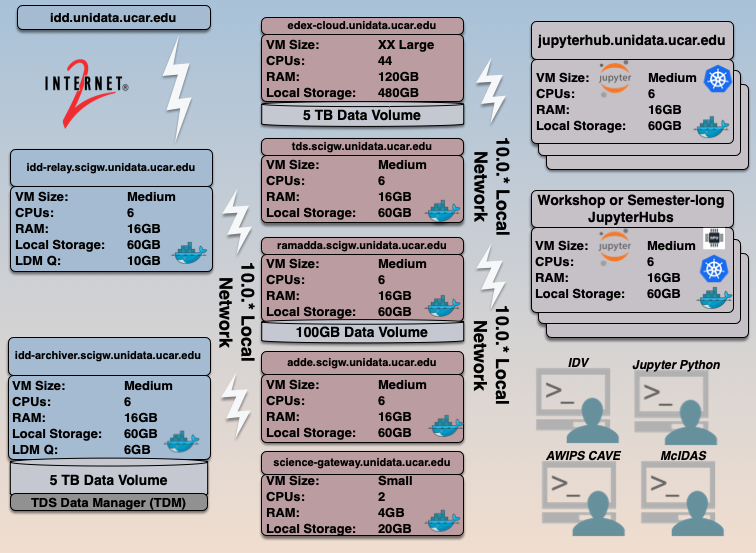 idd.unidata.ucar.edu
INTERNET®
2
idd-relay.scigw.unidata.ucar.edu
VM Size: Medium
CPUs: 6
RAM: 16GB
Local Storage: 60GB
LDM Q: 10GB
10.0.* Local
Network
idd-archiver.scigw.unidata.ucar.edu
VM Size: Medium
CPUs: 6
RAM: 16GB
Local Storage: 60GB
LDM Q: 6GB
5 TB Data Volume
TDS Data Manager (TDM)
edex-cloud.unidata.ucar.edu
VM Size: XX Large
CPUs: 44
RAM: 120GB
Local Storage: 480GB
5 TB Data Volume
tds.scigw.unidata.ucar.edu
VM Size: Medium
CPUs: 6
RAM: 16GB
Local Storage: 60GB
ramadda.scigw.unidata.ucar.edu
VM Size: Medium
CPUs: 6
RAM: 16GB
Local Storage: 60GB
100GB Data Volume
adde.scigw.unidata.ucar.edu
VM Size: Medium
CPUs: 6
RAM: 16GB
Local Storage: 60GB
science-gateway.unidata.ucar.edu
VM Size: Small
CPUs: 2
RAM: 4GB
Local Storage: 20GB
10.0.* Local
Network
10.0.* Local
Network
jupyterhub.unidata.ucar.edu
VM Size: jupyter Medium
CPUs: 6
RAM: 16GB
Local Storage: 60GB
Workshop or Semester-long
JupyterHubs
VM Size: jupyter Medium
CPUs: 6
RAM: 16GB
Local Storage: 60GB
IDV
>_
Jupyter Python
>_
AWIPS CAVE
>_
McIDAS
>_